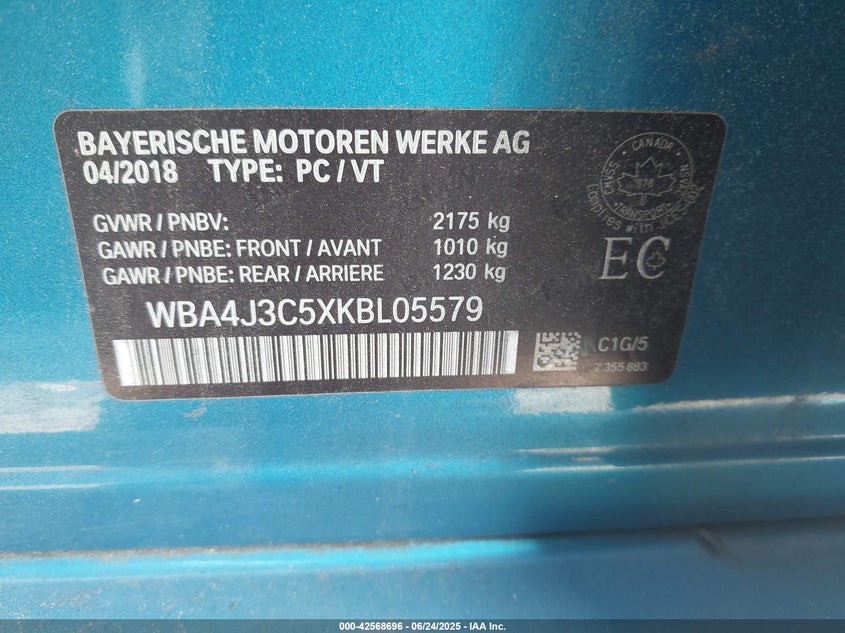 BAYERISCHE MOTOREN WERKE AG
04/2018 TYPE: PC / VT
GVWR / PNBV: 2175 kg
GAWR / PNBE: FRONT / AVANT 1010 kg
GAWR / PNBE: REAR / ARRIERE 1230 kg
WBA4J3C5XKBL05579
CANADA
TRANSPORT
EC
C1G/5
7 355 883
000-42568696 - 06/24/2025 - IAA Inc.